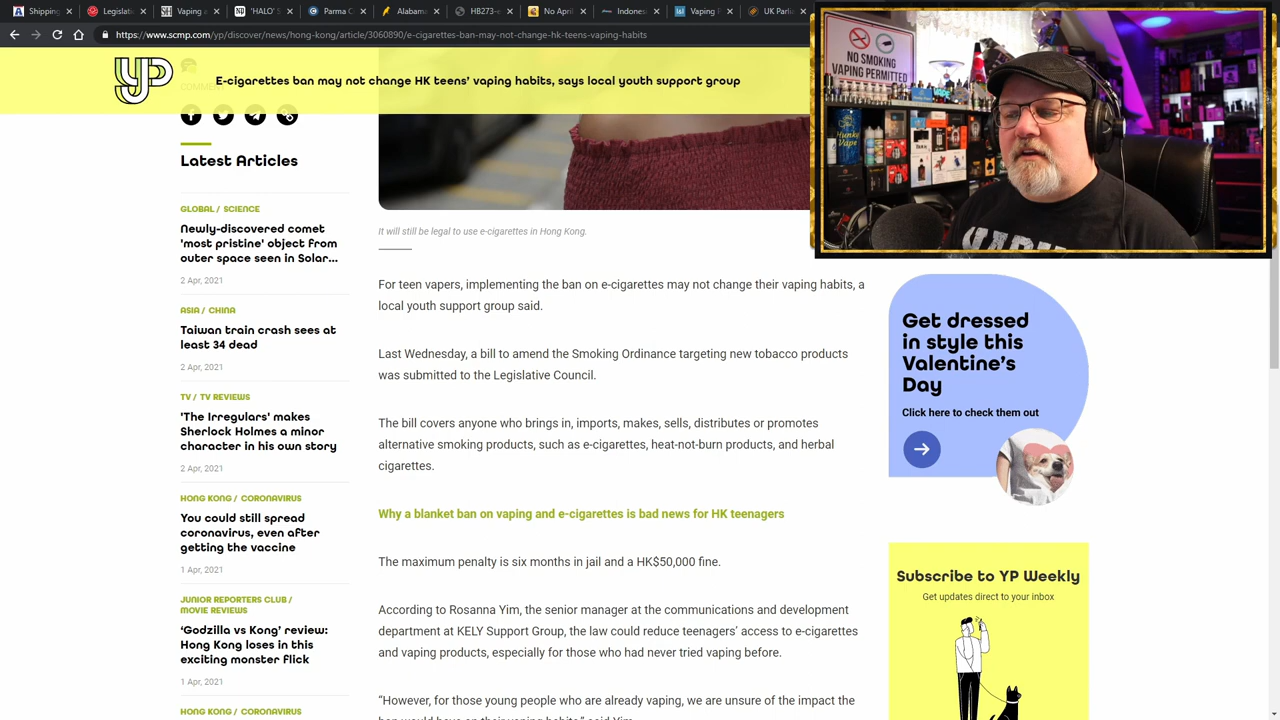 Shippin
Legislat
Vaping a
'HALO' S
Parma C
Alabama
HB273
No App
Indones
Vaping E
UK Parli
https://www.scmp.com/yp/discover/news/hong-kong/article/3060890/e-cigarettes-ban-may-not-change-hk-teens-vaping-habits
YP
E-cigarettes ban may not change HK teens' vaping habits, says local youth support group
Latest Articles
GLOBAL / SCIENCE
Newly-discovered comet
'most pristine' object from
outer space seen in Solar...
2 Apr, 2021
ASIA / CHINA
Taiwan train crash sees at
least 34 dead
2 Apr, 2021
TV / TV REVIEWS
'The Irregulars' makes
Sherlock Holmes a minor
character in his own story
2 Apr, 2021
HONG KONG / CORONAVIRUS
You could still spread
coronavirus, even after
getting the vaccine
1 Apr, 2021
JUNIOR REPORTERS CLUB /
MOVIE REVIEWS
'Godzilla vs Kong' review:
Hong Kong loses in this
exciting monster flick
1 Apr, 2021
HONG KONG / CORONAVIRUS
It will still be legal to use e-cigarettes in Hong Kong.
For teen vapers, implementing the ban on e-cigarettes may not change their vaping habits, a
local youth support group said.
Last Wednesday, a bill to amend the Smoking Ordinance targeting new tobacco products
was submitted to the Legislative Council.
The bill covers anyone who brings in, imports, makes, sells, distributes or promotes
alternative smoking products, such as e-cigarettes, heat-not-burn products, and herbal
cigarettes.
Why a blanket ban on vaping and e-cigarettes is bad news for HK teenagers
The maximum penalty is six months in jail and a HK$50,000 fine.
According to Rosanna Yim, the senior manager at the communications and development
department at KELY Support Group, the law could reduce teenagers' access to e-cigarettes
and vaping products, especially for those who had never tried vaping before.
"However, for those young people who are already vaping, we are unsure of the impact the
NO SMOKING
VAPING PERMITTED
Hunky
Vape
VAPE
Get dressed
in style this
Valentine's
Day
Click here to check them out
Subscribe to YP Weekly
Get updates direct to your inbox